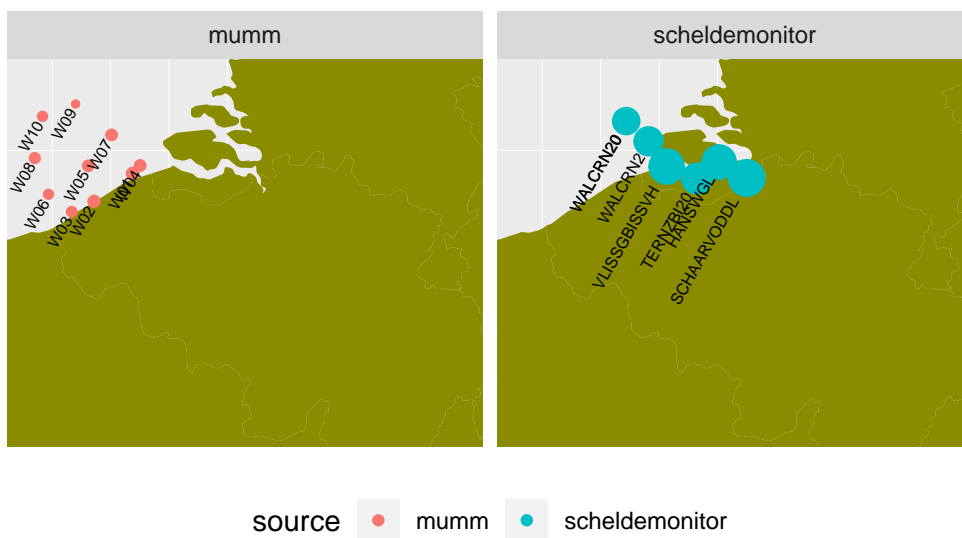 mumm
scheldemonitor
W10
W09
W08
W07
W05
W04
W06
W03
W02
WALCRN20
WALCRN2
VLISSGBISSVH
TERNZBI20
HANSWGL
SCHAARVODDL
source
mumm
scheldemonitor